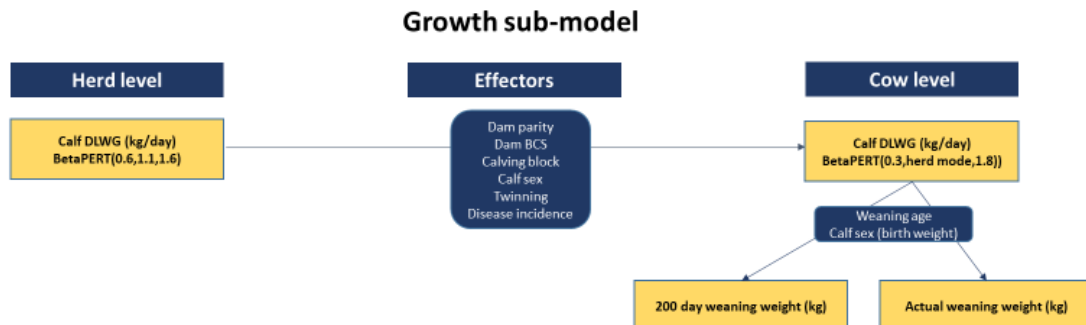 Growth sub-model
Herd level
Effectors
Cow level
Calf DLWG (kg/day)
BetaPERT(0.6,1.1,1.6)
Dam parity
Dam BCS
Calving block
Calf sex
Twinning
Disease incidence
Calf DLWG (kg/day)
BetaPERT(0.3,herd mode,1.8))
Weaning age
Calf sex (birth weight)
200 day weaning weight (kg)
Actual weaning weight (kg)